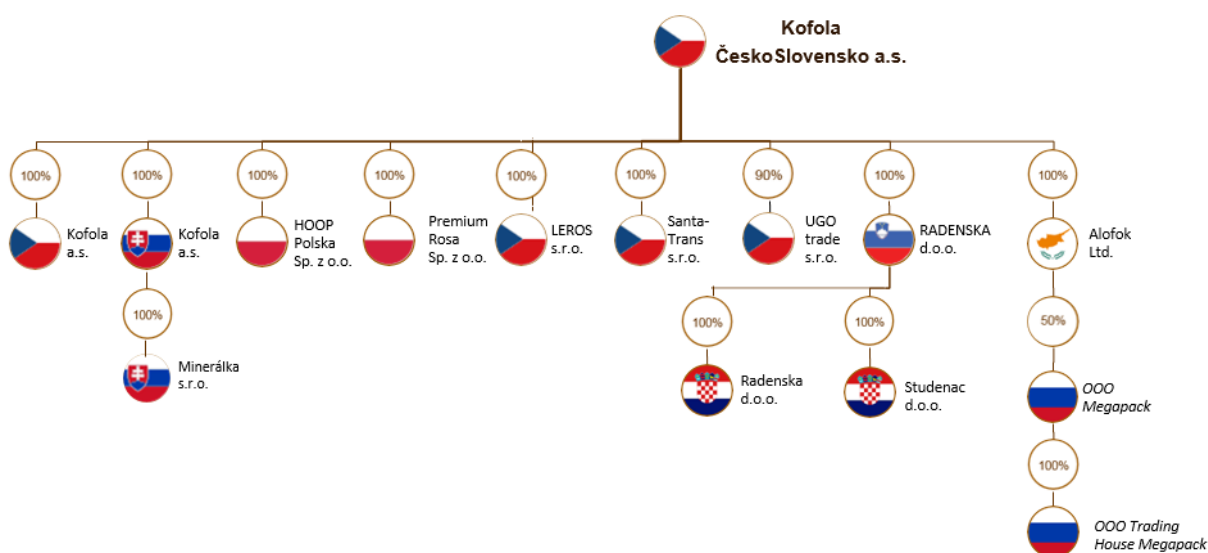 Kofola
ČeskoSlovensko a.s.
100%
100%
100%
100%
100%
100%
90%
100%
100%
Kofola
a.s.
Kofola
a.s.
HOOP
Polska
Sp. z o.o.
Premium
Rosa
Sp. z o.o.
LEROS
s.r.o.
Santa-
Trans
s.r.o.
UGO
trade
s.r.o.
RADENSKA
d.o.o.
Alofok
Ltd.
100%
100%
100%
50%
Minerálka
s.r.o.
Radenska
d.o.o.
Studenac
d.o.o.
OOO
Megapack
100%
OOO Trading
House Megapack